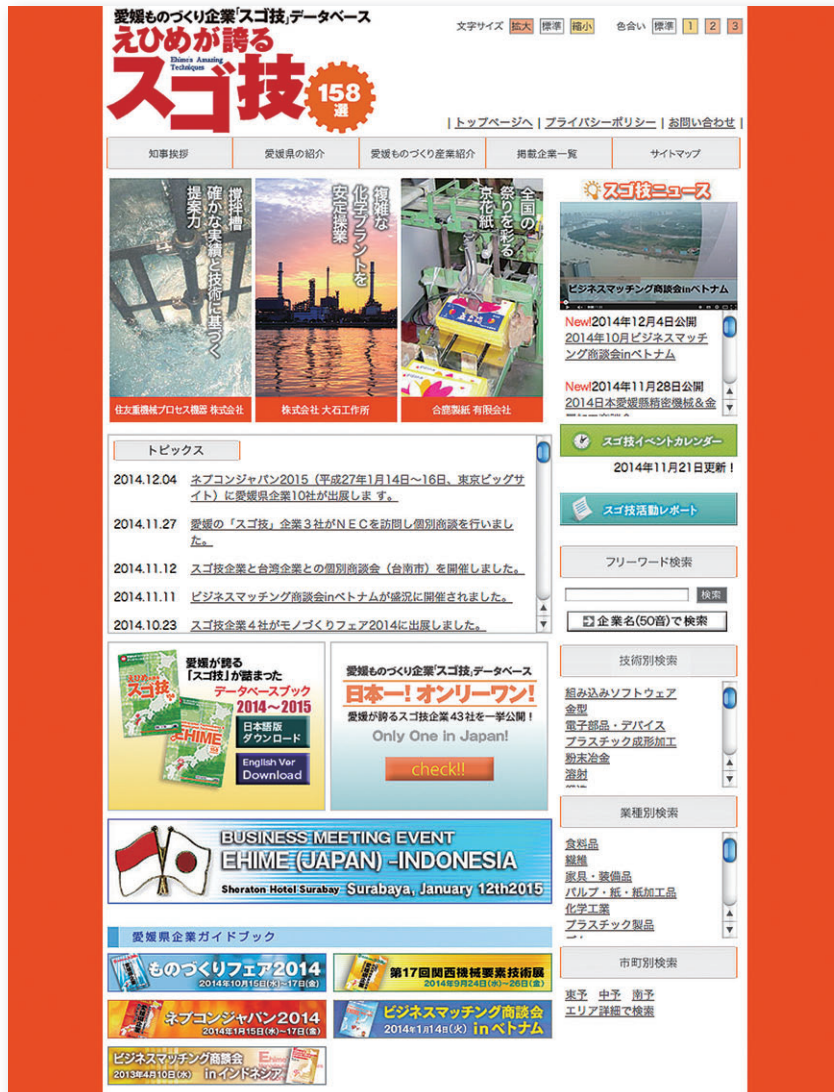 愛媛ものづくり企業「スゴ技」データベース
えひめが誇る
Ehime's Amazing
Techniques
スゴ技
158
選
文字サイズ 拡大 標準 縮小 色合い 標準 1 2 3
| トップページへ | プライバシーポリシー | お問い合わせ |
知事挨拶 愛媛県の紹介 愛媛ものづくり産業紹介 掲載企業一覧 サイトマップ
撹拌槽
確かな実績と技術に基づく
提案力
住友重機械プロセス機器 株式会社
複雑な
化学プラントを
安定操業
株式会社 大石工作所
全国の
祭りを彩る
京花紙
合鹿製紙 有限会社
スゴ技ニュース
ビジネスマッチング商談会inベトナム
New!2014年12月4日公開
2014年10月ビジネスマッチ
ング商談会inベトナム
New!2014年11月28日公開
2014日本愛媛縣精密機械&金
スゴ技イベントカレンダー
2014年11月21日更新!
スゴ技活動レポート
トピックス
2014.12.04 ネプコンジャパン2015(平成27年1月14日~16日、東京ビッグサ
イト)に愛媛県企業10社が出展しま す。
2014.11.27 愛媛の「スゴ技」企業3社がNECを訪問し個別商談を行いまし
た。
2014.11.12 スゴ技企業と台湾企業との個別商談会(台南市)を開催しました。
2014.11.11 ビジネスマッチング商談会inベトナムが盛況に開催されました。
2014.10.23 スゴ技企業4社がモノづくりフェア2014に出展しました。
フリーワード検索
検索
企業名(50音)で検索
愛媛が誇る
「スゴ技」が詰まった
データベースブック
2014~2015
日本語版
ダウンロード
English Ver
Download
えひめが誇る
スゴ技
EHIME
愛媛ものづくり企業「スゴ技」データベース
日本一!オンリーワン!
愛媛が誇るスゴ技企業43社を一挙公開!
Only One in Japan!
check!!
技術別検索
組み込みソフトウェア
金型
電子部品・デバイス
プラスチック成形加工
粉末冶金
溶射
業種別検索
食料品
繊維
家具・装備品
パルプ・紙・紙加工品
化学工業
プラスチック製品
市町別検索
東予 中予 南予
エリア詳細で検索
BUSINESS MEETING EVENT
EHIME (JAPAN) -INDONESIA
Sheraton Hotel Surabay Surabaya, January 12th2015
愛媛県企業ガイドブック
ものづくりフェア2014
2014年10月15日(水)~17日(金)
第17回関西機械要素技術展
2014年9月24日(水)~26日(金)
ネプコンジャパン2014
2014年1月15日(水)~17日(金)
ビジネスマッチング商談会
2014年1月14日(火) inベトナム
ビジネスマッチング商談会
2013年4月10日(水) inインドネシア
Ehime